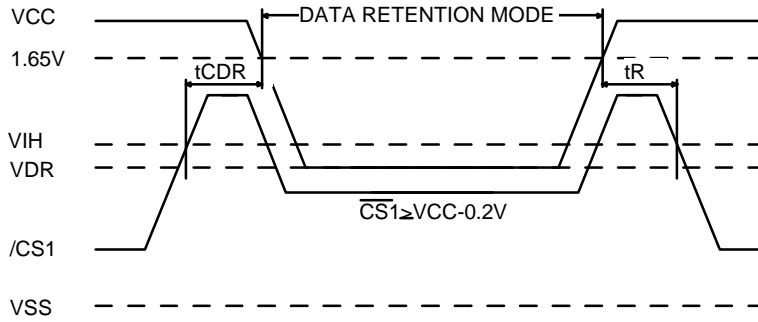 VCC
DATA RETENTION MODE
1.65V
tCDR
tR
VIH
VDR
CS1≥VCC-0.2V
/CS1
VSS